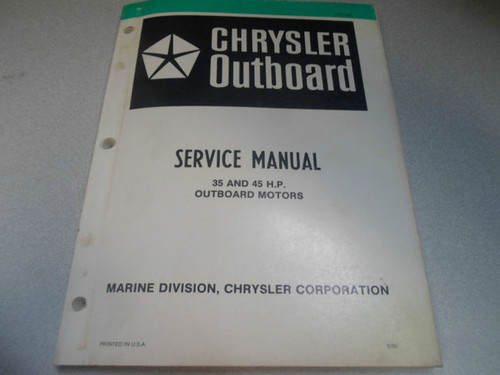 CHRYSLER
Outboard
SERVICE MANUAL
35 AND 45 H.P.
OUTBOARD MOTORS
MARINE DIVISION, CHRYSLER CORPORATION
PRINTED IN U.S.A.